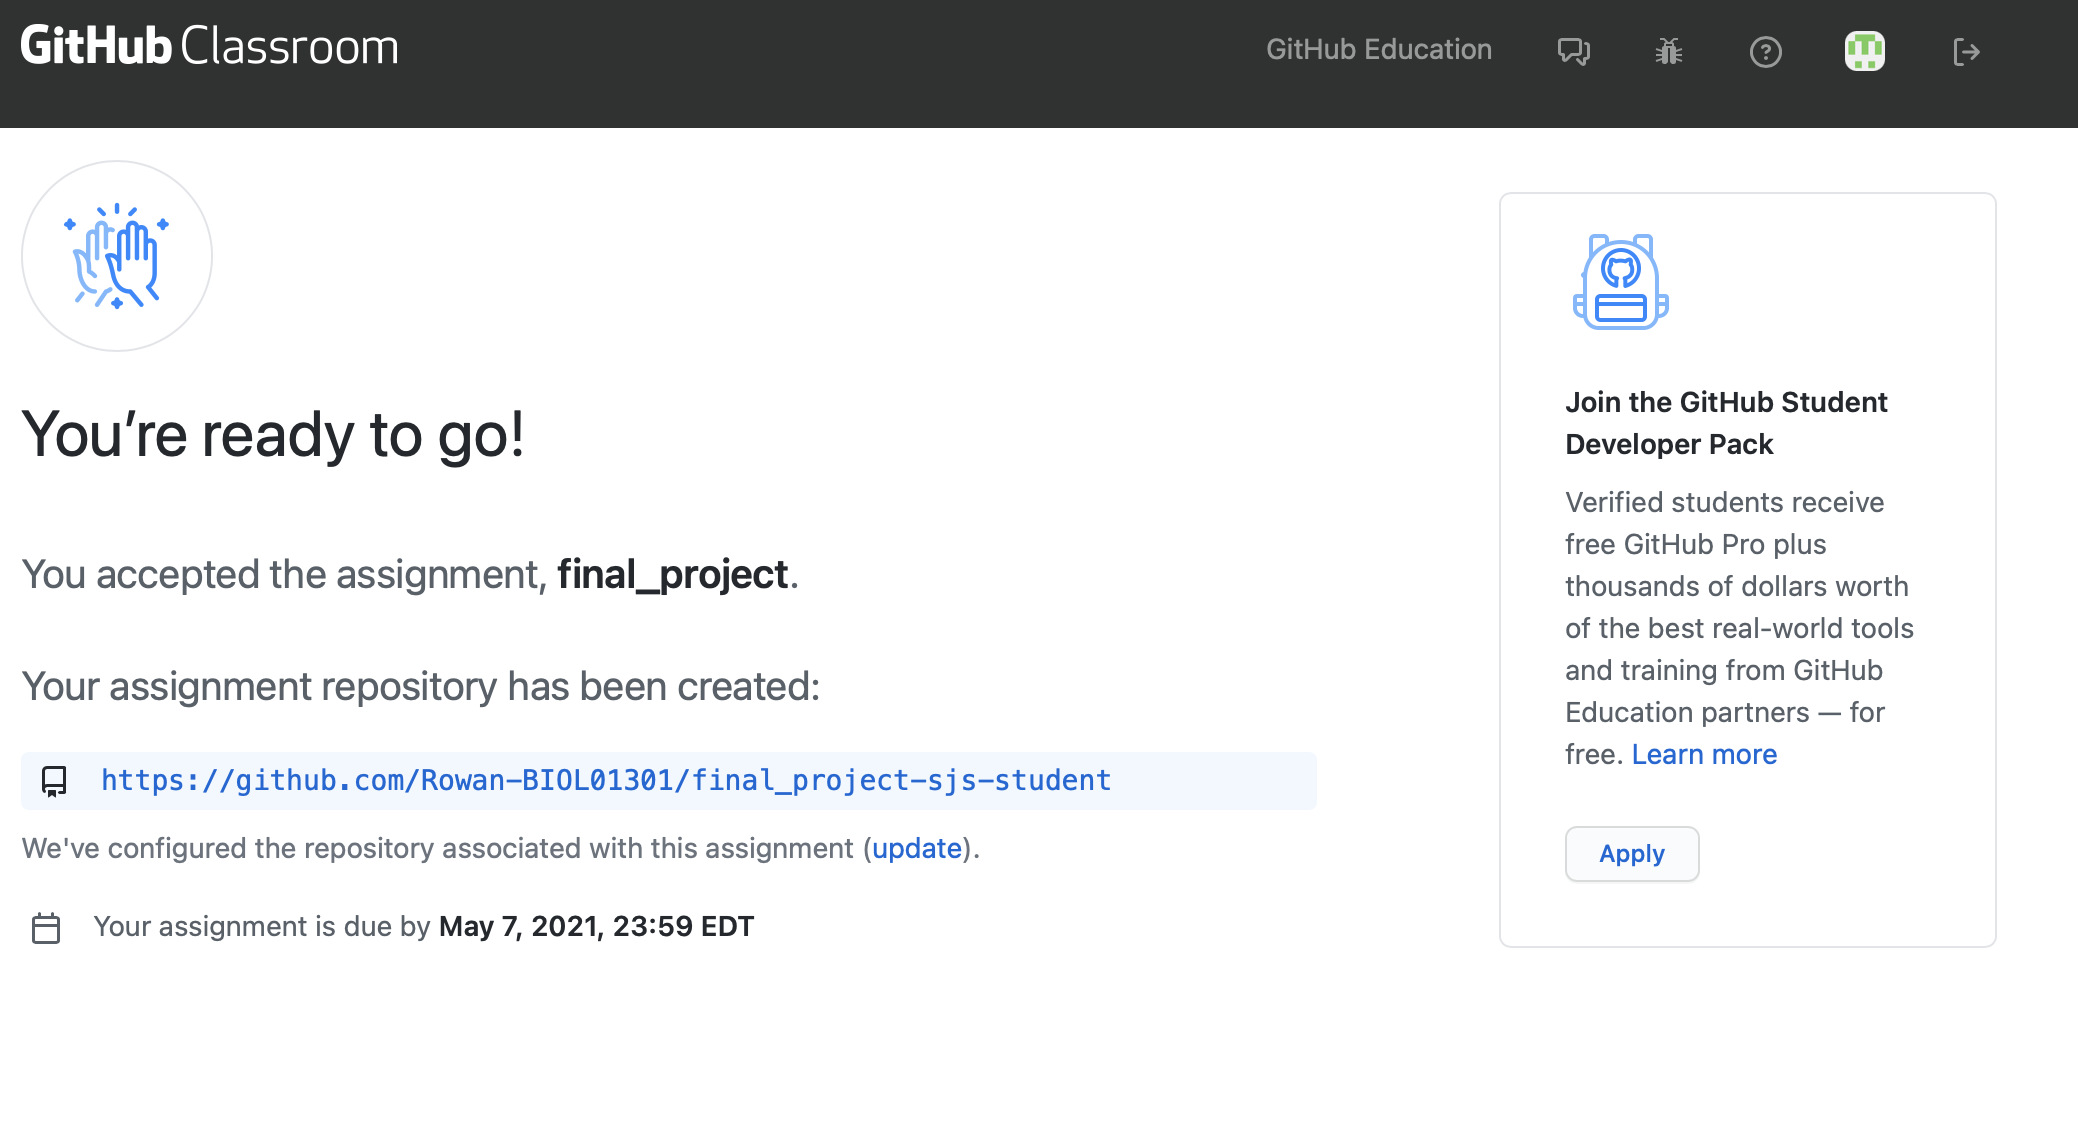 GitHub Classroom
GitHub Education
You’re ready to go!
You accepted the assignment, final_project.
Your assignment repository has been created:
https://github.com/Rowan-BIOL01301/final_project-sjs-student
We've configured the repository associated with this assignment (update).
Your assignment is due by May 7, 2021, 23:59 EDT
Join the GitHub Student
Developer Pack
Verified students receive
free GitHub Pro plus
thousands of dollars worth
of the best real-world tools
and training from GitHub
Education partners — for
free. Learn more
Apply